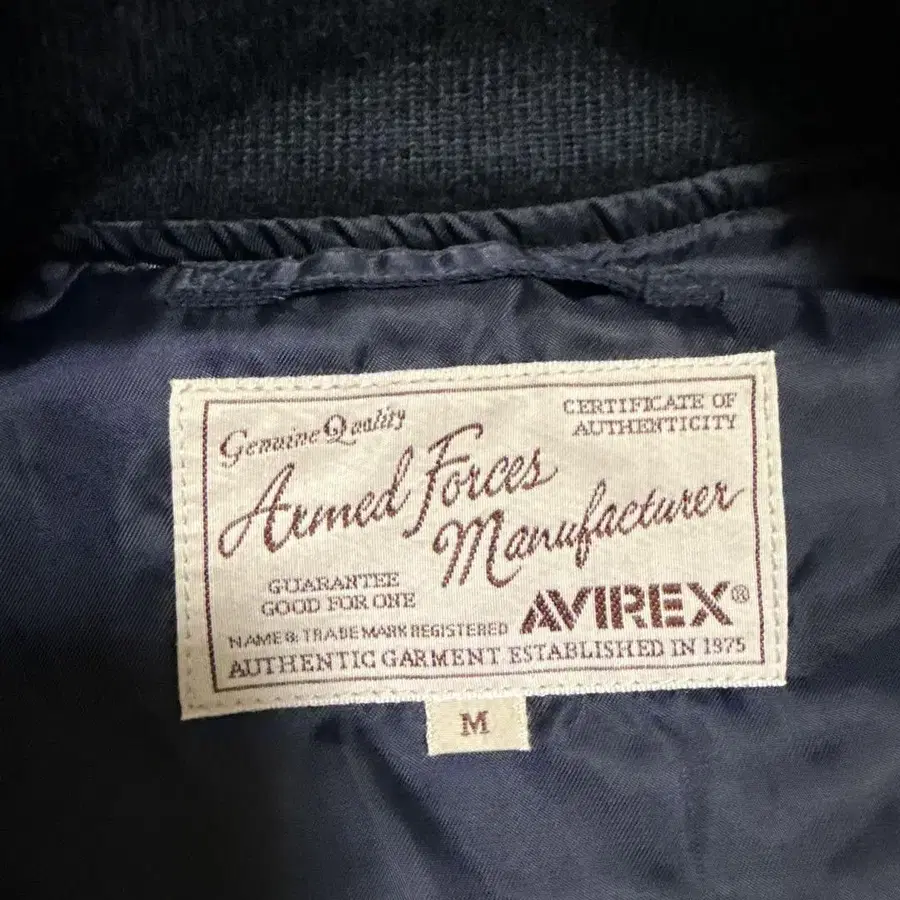 Genuine Quality
CERTIFICATE OF
AUTHENTICITY
Armed Forces
Manufacturer
GUARANTEE
GOOD FOR ONE
AVIREX®
NAME & TRADE MARK REGISTERED
AUTHENTIC GARMENT ESTABLISHED IN 1975
M